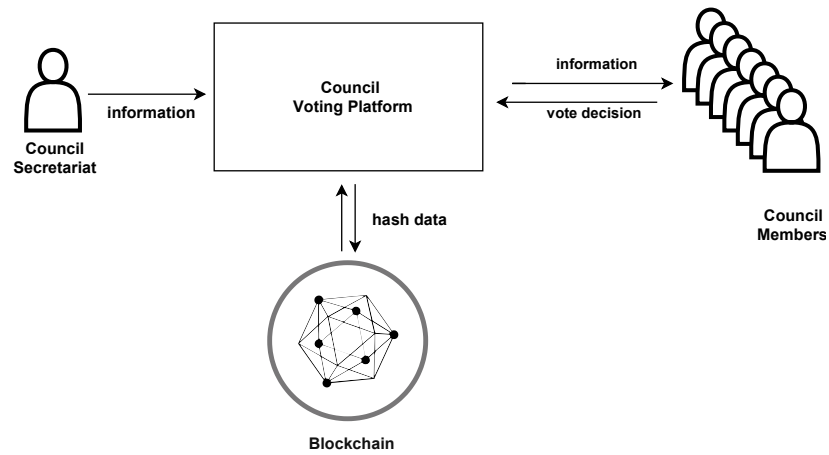 Council
Secretariat
information
Council
Voting Platform
information
vote decision
Council
Members
hash data
Blockchain